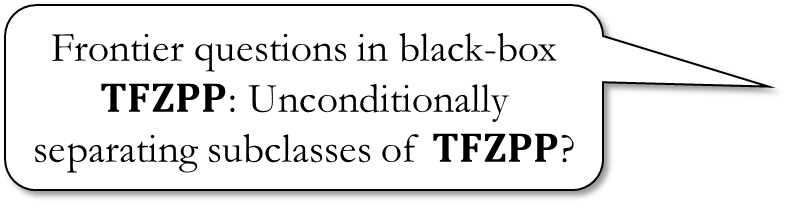 Frontier questions in black-box
TFZPP: Unconditionally
separating subclasses of TFZPP?